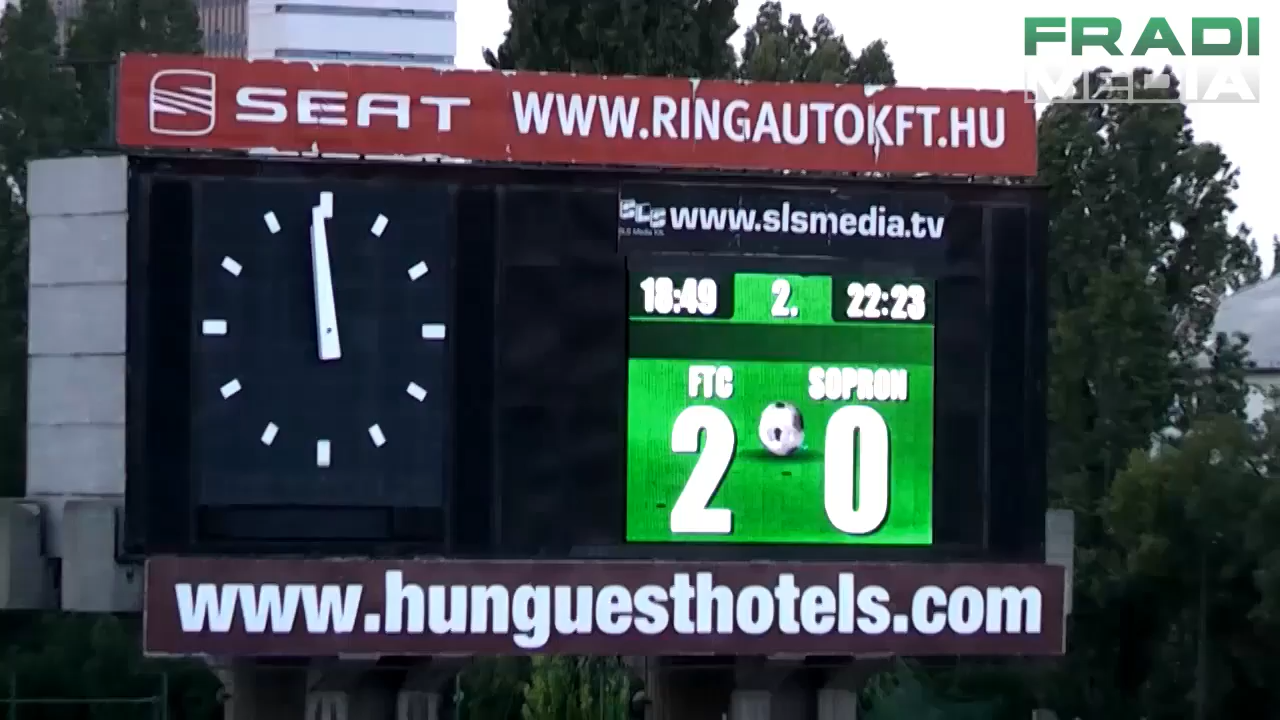 FRADI
MEDIA
SEAT WWW.RINGAUTOKFT.HU
SLS www.slsmedia.tv
18:49 2. 22:23
FTC SOPRON
2 0
www.hunguesthotels.com